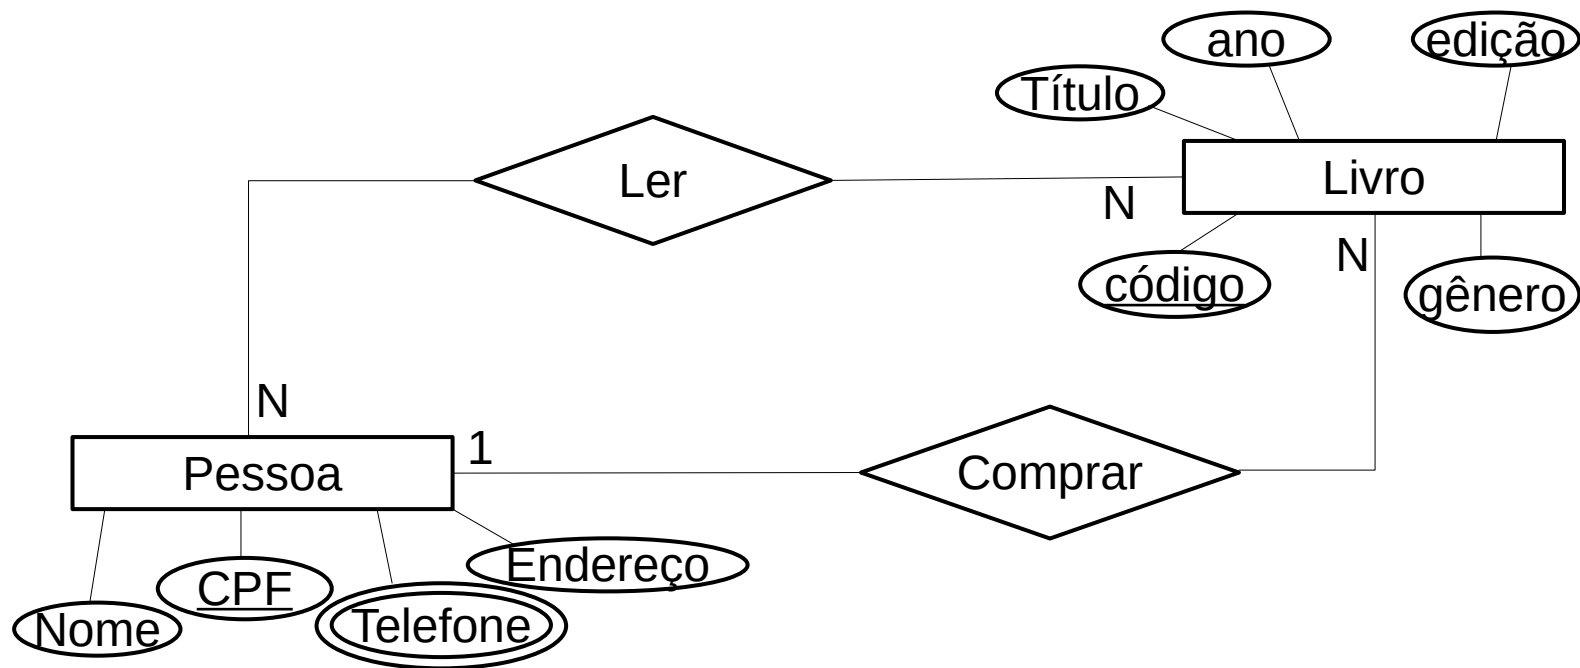 ano
edição
Título
Ler
Livro
N
código
N
gênero
N
1
Pessoa
Comprar
Endereço
CPF
Nome
Telefone